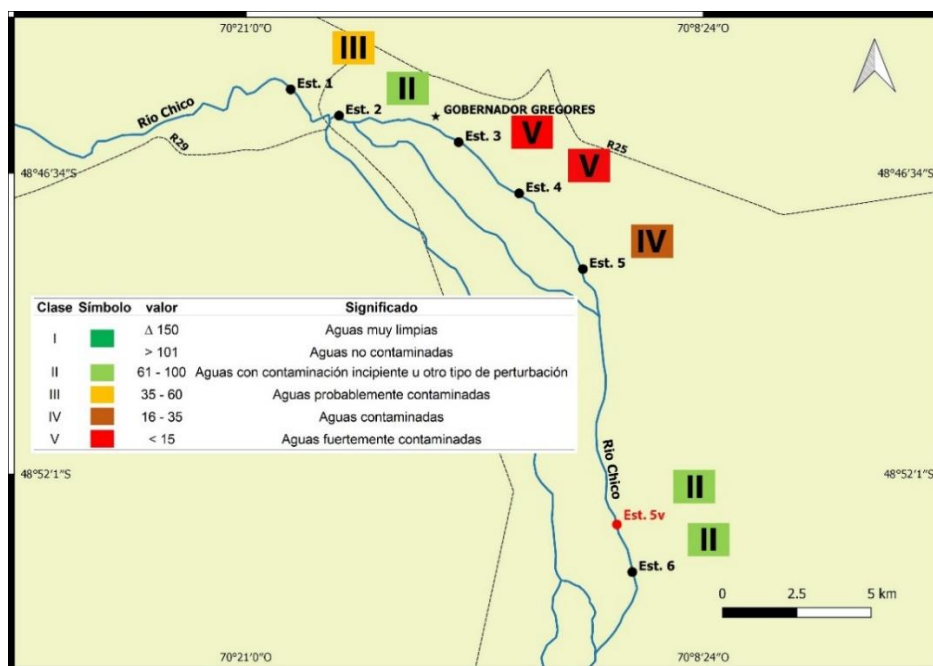 70°21'0''O
70°8'24''O
III
Est. 1
II
Río Chico
Est. 2
GOBERNADOR GREGORES
V
Est. 3
R29
R25
V
48°46'34''S
48°46'34''S
Est. 4
IV
Est. 5
Clase Símbolo valor Significado
I
Δ 150 Aguas muy limpias
> 101 Aguas no contaminadas
II 61 - 100 Aguas con contaminación incipiente u otro tipo de perturbación
III 35 - 60 Aguas probablemente contaminadas
IV 16 - 35 Aguas contaminadas
V < 15 Aguas fuertemente contaminadas
48°52'1''S
48°52'1''S
Río Chico
II
Est. 5v
II
Est. 6
0 2.5 5 km
70°21'0''O
70°8'24''O